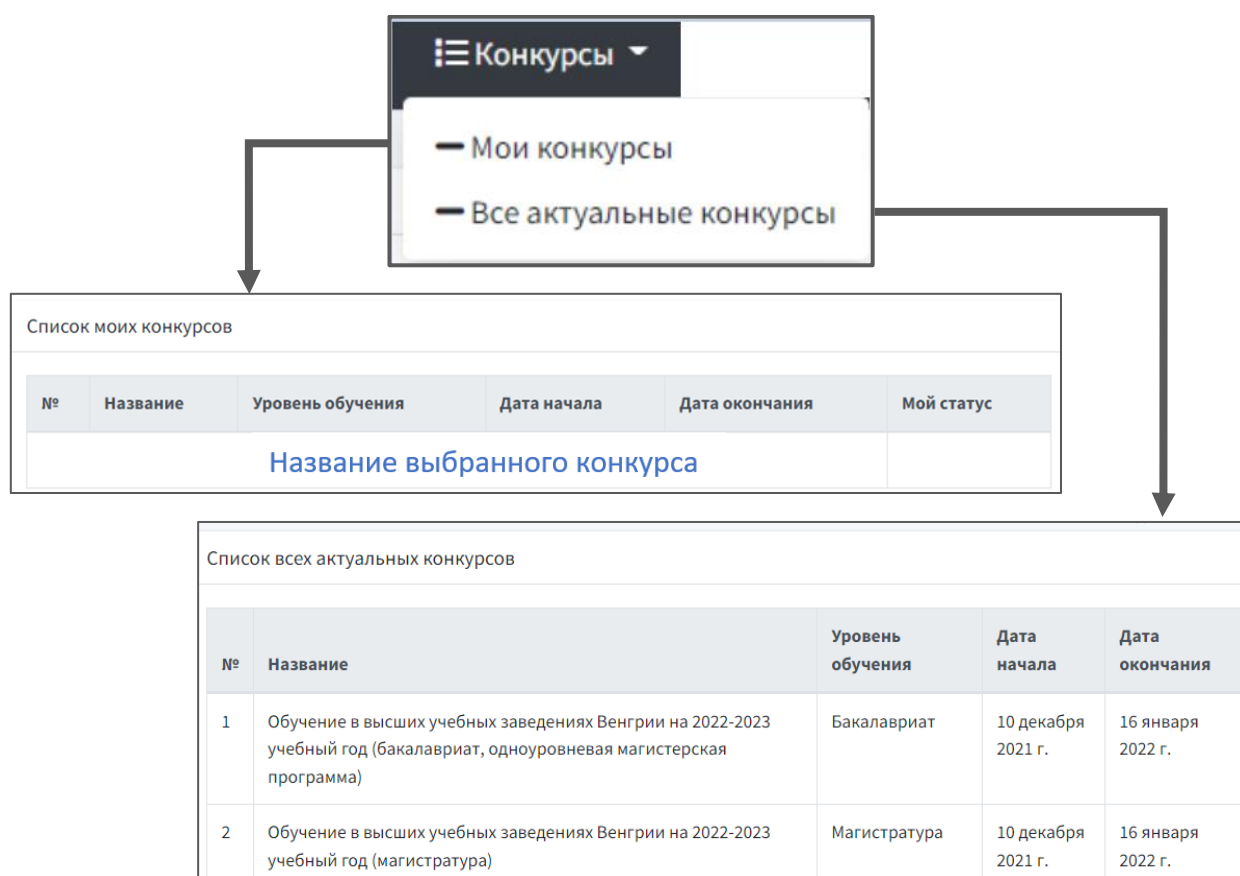 Конкурсы
Мои конкурсы
Все актуальные конкурсы
Список моих конкурсов
№ Название Уровень обучения Дата начала Дата окончания Мой статус
Название выбранного конкурса
Список всех актуальных конкурсов
№ Название Уровень обучения Дата начала Дата окончания
1 Обучение в высших учебных заведениях Венгрии на 2022-2023 Бакалавриат 10 декабря 16 января
учебный год (бакалавриат, одноуровневая магистерская 2021 г. 2022 г.
программа)
2 Обучение в высших учебных заведениях Венгрии на 2022-2023 Магистратура 10 декабря 16 января
учебный год (магистратура) 2021 г. 2022 г.